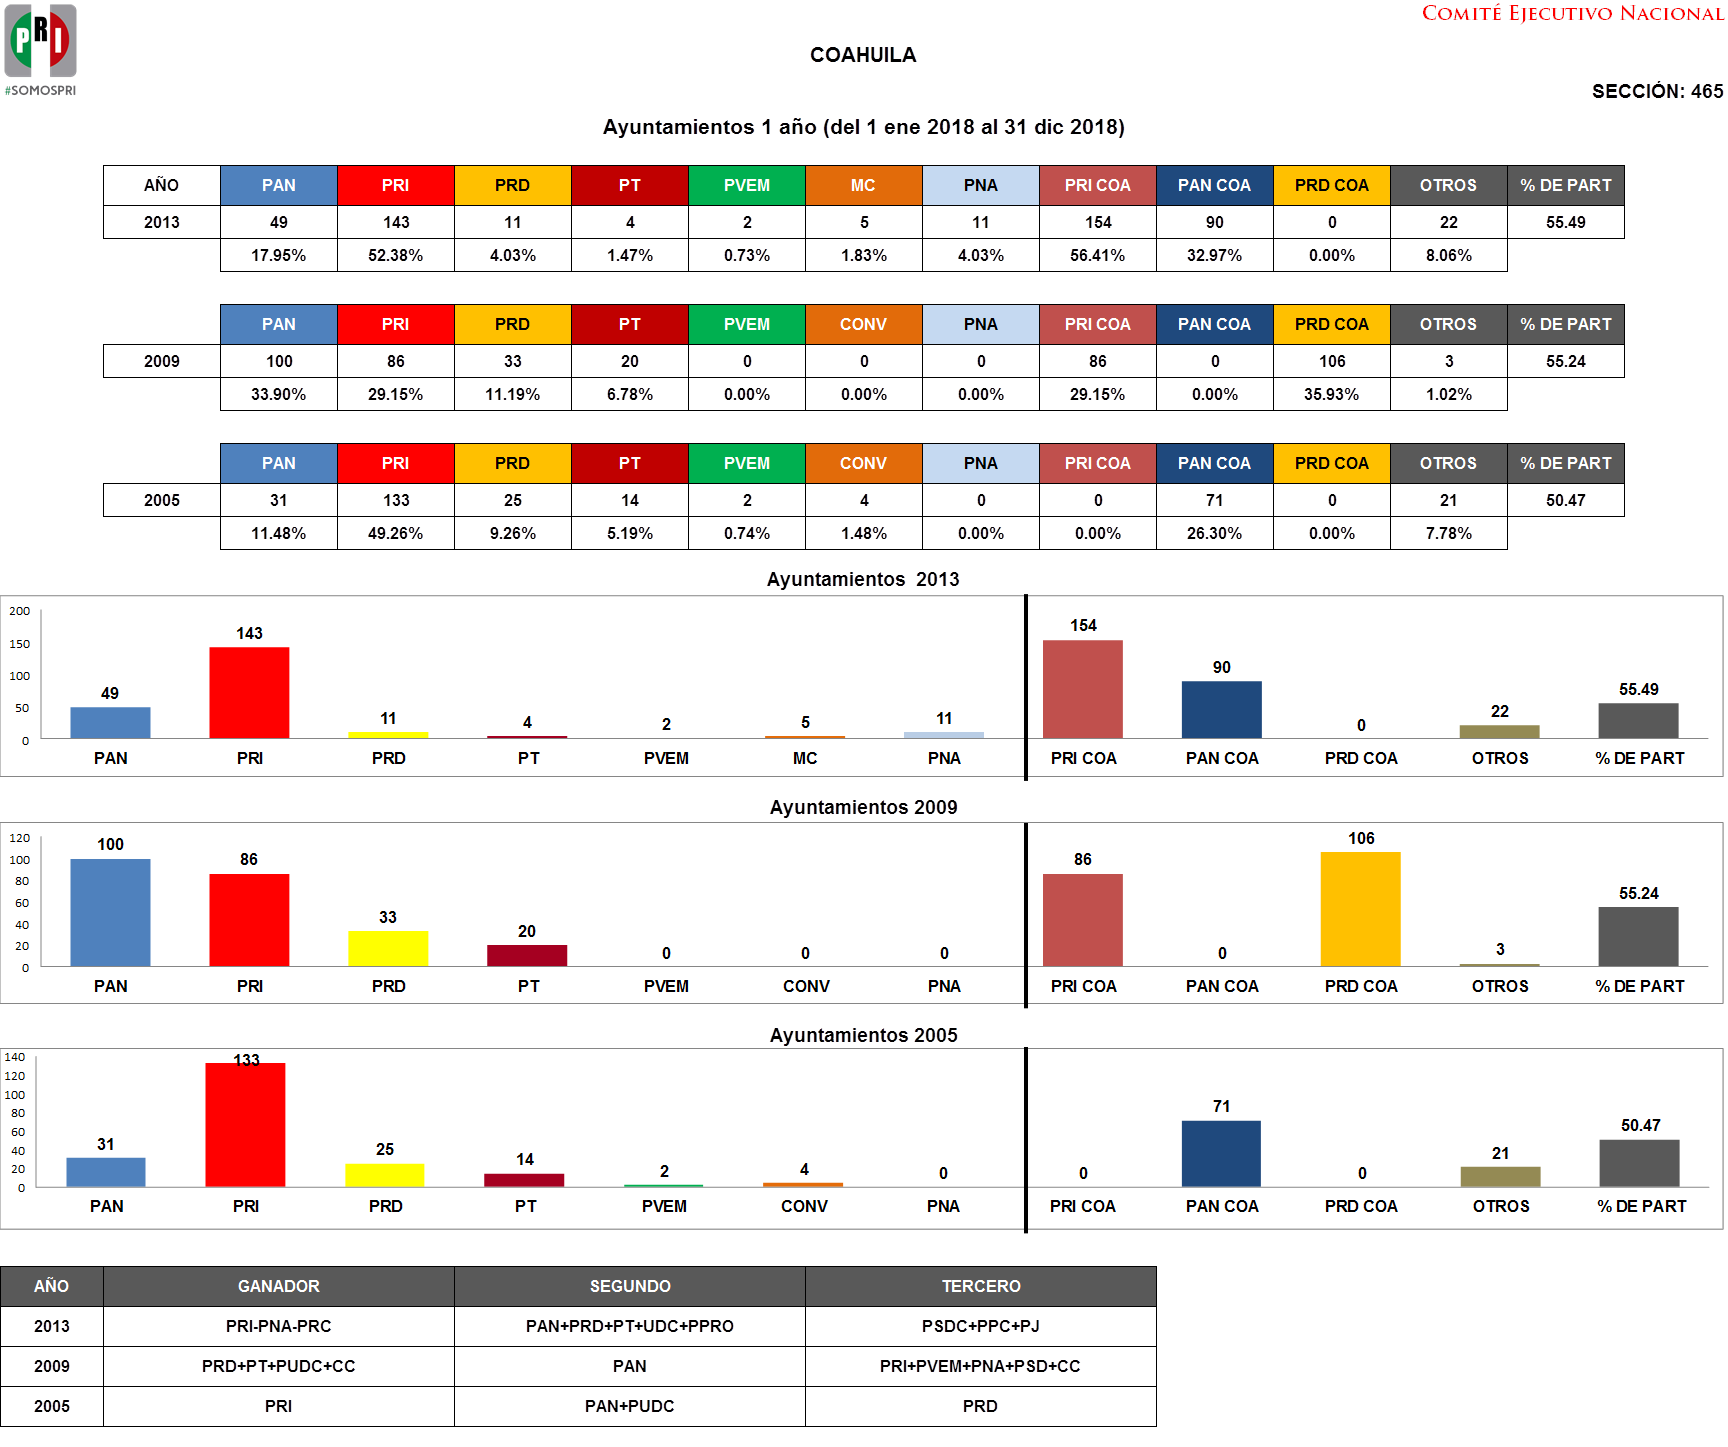 COMITÉ EJECUTIVO NACIONAL
PRI
#SOMOSPRI
COAHUILA
SECCIÓN: 465
Ayuntamientos 1 año (del 1 ene 2018 al 31 dic 2018)
AÑO PAN PRI PRD PT PVEM MC PNA PRI COA PAN COA PRD COA OTROS % DE PART
2013 49 143 11 4 2 5 11 154 90 0 22 55.49
17.95% 52.38% 4.03% 1.47% 0.73% 1.83% 4.03% 56.41% 32.97% 0.00% 8.06%
PAN PRI PRD PT PVEM CONV PNA PRI COA PAN COA PRD COA OTROS % DE PART
2009 100 86 33 20 0 0 0 86 0 106 3 55.24
33.90% 29.15% 11.19% 6.78% 0.00% 0.00% 0.00% 29.15% 0.00% 35.93% 1.02%
PAN PRI PRD PT PVEM CONV PNA PRI COA PAN COA PRD COA OTROS % DE PART
2005 31 133 25 14 2 4 0 0 71 0 21 50.47
11.48% 49.26% 9.26% 5.19% 0.74% 1.48% 0.00% 0.00% 26.30% 0.00% 7.78%
Ayuntamientos 2013
200
150
100
50
0
49 143 11 4 2 5 11 154 90 0 22 55.49
PAN PRI PRD PT PVEM MC PNA PRI COA PAN COA PRD COA OTROS % DE PART
Ayuntamientos 2009
120
100
80
60
40
20
0
100 86 33 20 0 0 0 86 0 106 3 55.24
PAN PRI PRD PT PVEM CONV PNA PRI COA PAN COA PRD COA OTROS % DE PART
Ayuntamientos 2005
140
120
100
80
60
40
20
0
31 133 25 14 2 4 0 0 71 0 21 50.47
PAN PRI PRD PT PVEM CONV PNA PRI COA PAN COA PRD COA OTROS % DE PART
AÑO GANADOR SEGUNDO TERCERO
2013 PRI-PNA-PRC PAN+PRD+PT+UDC+PPRO PSDC+PPC+PJ
2009 PRD+PT+PUDC+CC PAN PRI+PVEM+PNA+PSD+CC
2005 PRI PAN+PUDC PRD